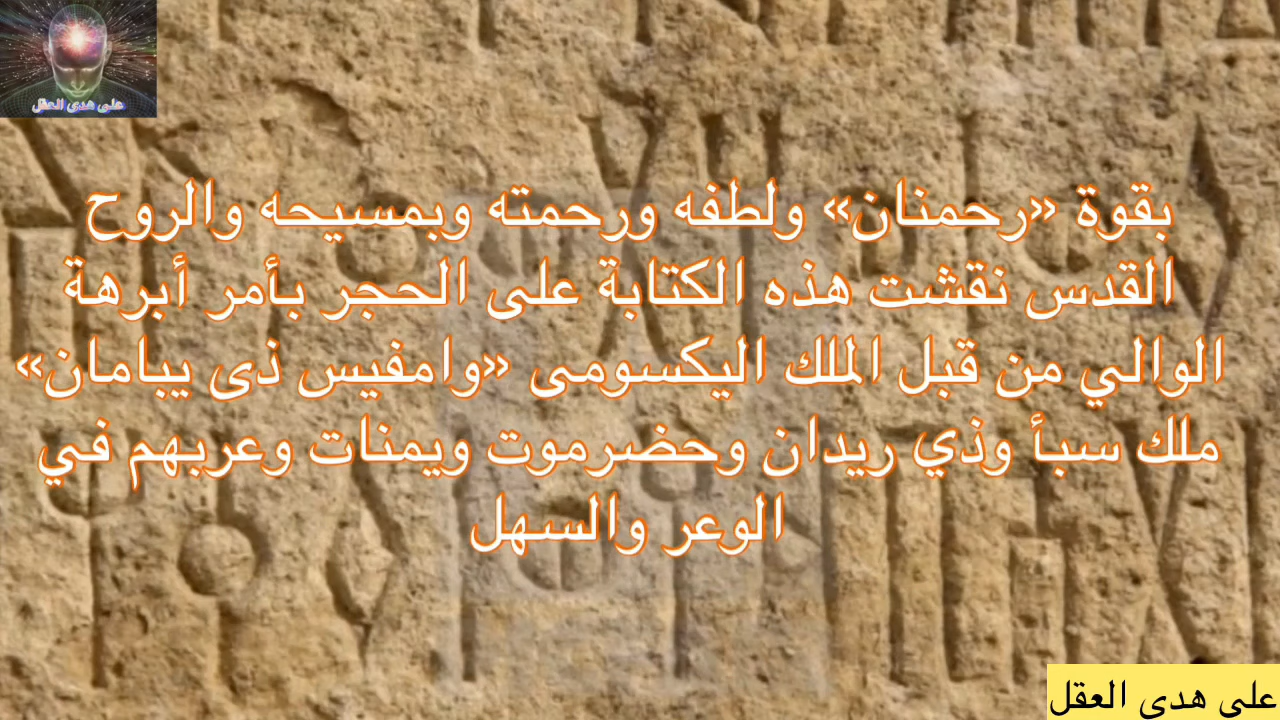 على هدى العقل
بقوة «رحمنان» ولطفه ورحمته وبمسيحه والروح
القدس نقشت هذه الكتابة على الحجر بأمر أبرهة
الوالي من قبل الملك اليكسومى «وامفيس ذى يبامان»
ملك سبأ وذي ريدان وحضرموت ويمنات وعربهم في
الوعر والسهل
على هدى العقل